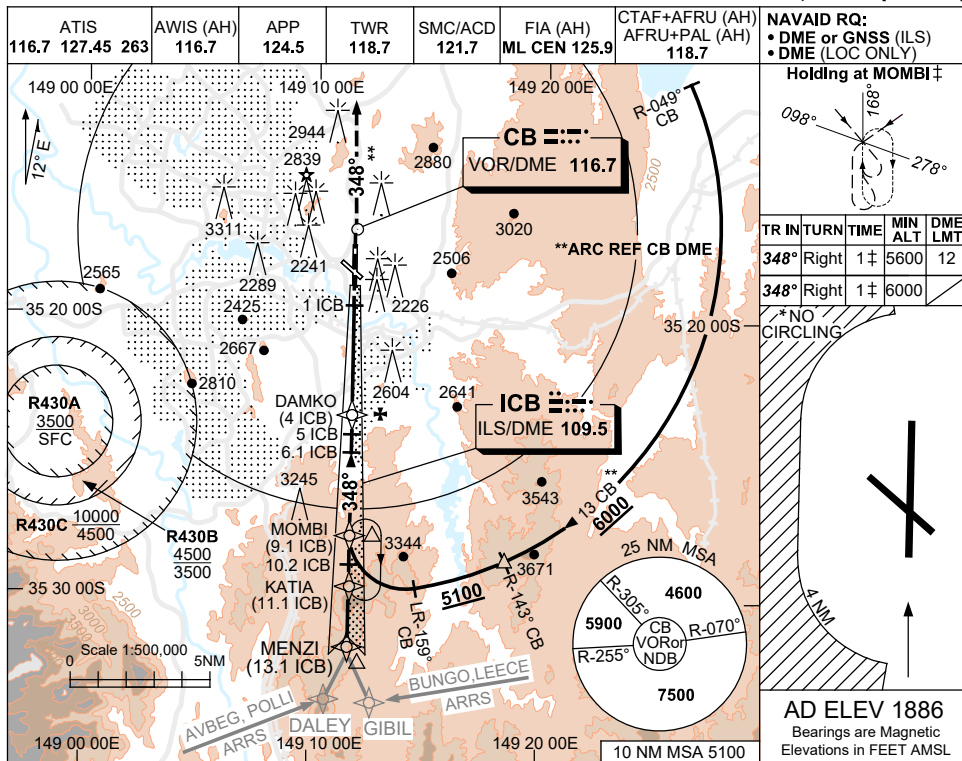 ATIS
116.7 127.45 263
AWIS (AH)
116.7
APP
124.5
TWR
118.7
SMC/ACD
121.7
FIA (AH)
ML CEN 125.9
CTAF+AFRU (AH)
AFRU+PAL (AH)
118.7
NAVAID RQ:
• DME or GNSS (ILS)
• DME (LOC ONLY)
149 00 00E
149 10 00E
149 20 00E
12° E
2944
2839
348°
**
CB
VOR/DME 116.7
2880
R-049°
CB
2500
3311
3020
**ARC REF CB DME
2241
2289
2506
2565
2425
1 ICB
2226
35 20 00S
35 20 00S
2667
2810
2604
2641
R430A
3500
SFC
DAMKO
(4 ICB)
5 ICB
6.1 ICB
ICB
ILS/DME 109.5
3245
348°
3543
13 CB
**
6000
R430C
10000
4500
R430B
4500
3500
MOMBI
(9.1 ICB)
10.2 ICB
3344
3671
25 NM MSA
35 30 00S
KATIA
(11.1 ICB)
5100
R-143° CB
LR-159°
CB
R-305°
4600
5900
CB
VORor
NDB
R-070°
R-255°
7500
3000
2500
3500
Scale 1:500,000
0
5NM
MENZI
(13.1 ICB)
AVBEG, POLLI
ARRS
BUNGO,LEECE
ARRS
DALEY
GIBIL
149 00 00E
149 10 00E
149 20 00E
10 NM MSA 5100
Holding at MOMBI ‡
168°
098°
278°
TR IN TURN TIME MIN ALT DME LMT
348° Right 1 ‡ 5600 12
348° Right 1 ‡ 6000
*NO
CIRCLING
4 NM
AD ELEV 1886
Bearings are Magnetic
Elevations in FEET AMSL